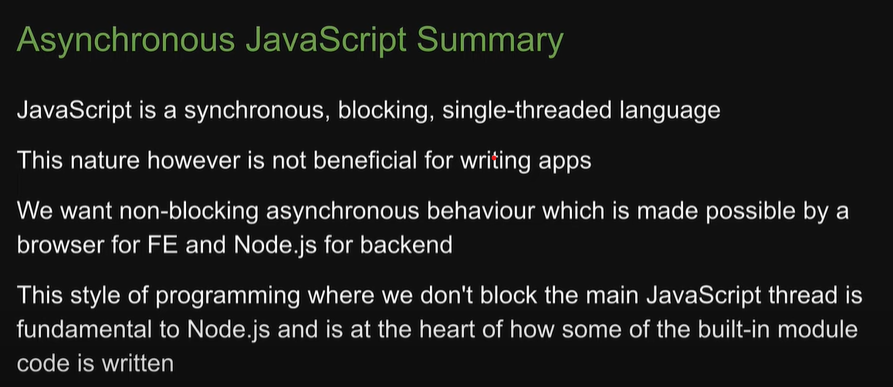 Asynchronous JavaScript Summary
JavaScript is a synchronous, blocking, single-threaded language
This nature however is not beneficial for writing apps
We want non-blocking asynchronous behaviour which is made possible by a
browser for FE and Node.js for backend
This style of programming where we don't block the main JavaScript thread is
fundamental to Node.js and is at the heart of how some of the built-in module
code is written